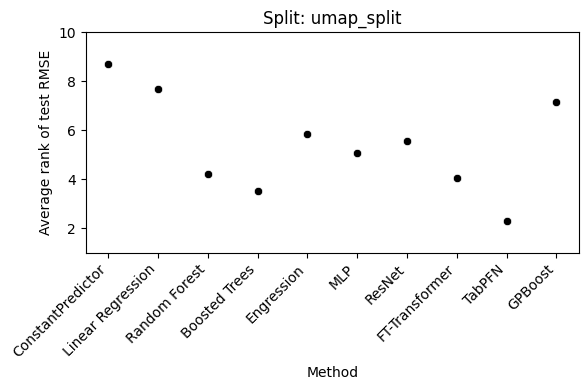 Split: umap_split
Average rank of test RMSE
10
8
6
4
2
ConstantPredictor
Linear Regression
Random Forest
Boosted Trees
Engression
MLP
ResNet
FT-Transformer
TabPFN
GPBoost
Method